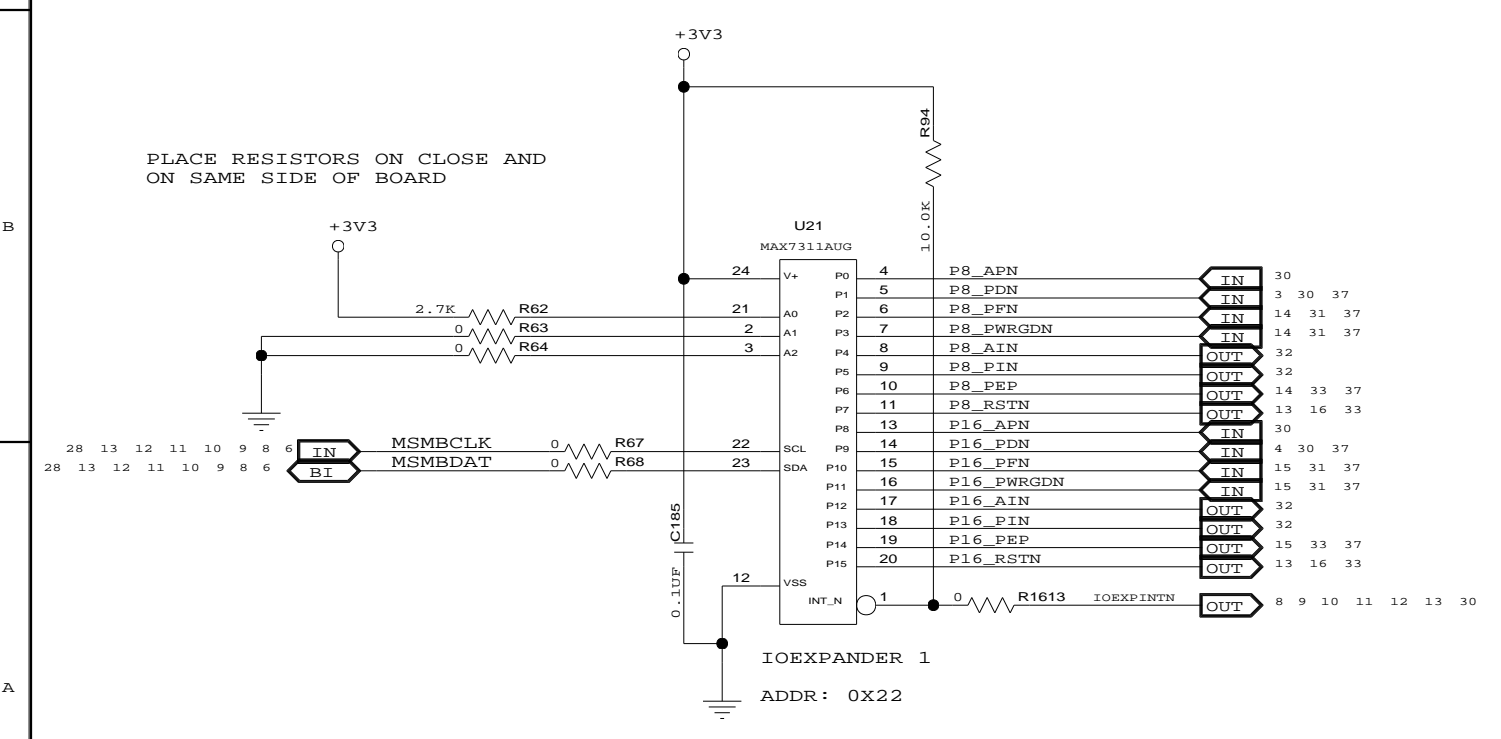 +3V3
R94
10.0K
PLACE RESISTORS ON CLOSE AND
ON SAME SIDE OF BOARD
B
+3V3
U21
MAX7311AUG
24 V+ P0 4 P8_APN IN 30
P1 5 P8_PDN IN 3 30 37
2.7K R62 21 A0 P2 6 P8_PFN IN 14 31 37
0 R63 2 A1 P3 7 P8_PWRGDN IN 14 31 37
0 R64 3 A2 P4 8 P8_AIN OUT 32
P5 9 P8_PIN OUT 32
P6 10 P8_PEP OUT 14 33 37
P7 11 P8_RSTN OUT 13 16 33
P8 13 P16_APN IN 30
28 13 12 11 10 9 8 6 IN MSMBCLK 0 R67 22 SCL P9 14 P16_PDN IN 4 30 37
28 13 12 11 10 9 8 6 BI MSMBDAT 0 R68 23 SDA P10 15 P16_PFN IN 15 31 37
P11 16 P16_PWRGDN IN 15 31 37
P12 17 P16_AIN OUT 32
P13 18 P16_PIN OUT 32
P14 19 P16_PEP OUT 15 33 37
P15 20 P16_RSTN OUT 13 16 33
C185
0.1UF
12 VSS
INT_N 1 0 R1613 IOEXPINTN OUT 8 9 10 11 12 13 30
IOEXPANDER 1
A
ADDR: 0X22